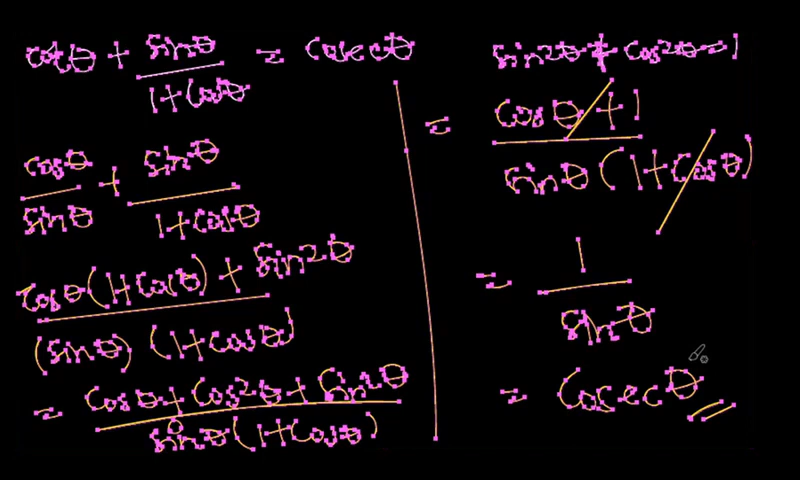 cotθ + sinθ/(1+cosθ) = cosecθ
cosθ/sinθ + sinθ/(1+cosθ)
cosθ(1+cosθ) + sin2θ/(sinθ) (1+cosθ)
= cosθ + cos2θ + sin2θ/sinθ(1+cosθ)
sin2θ + cos2θ = 1
= cosθ + 1/sinθ(1+cosθ)
= 1/sinθ
= cosecθ